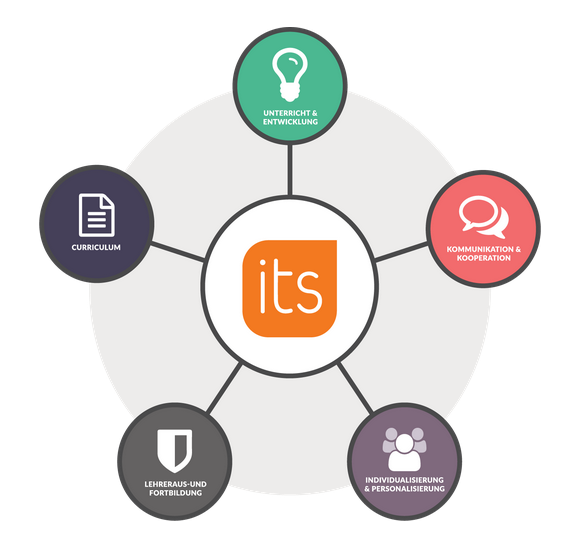 UNTERRICHT &
ENTWICKLUNG
CURRICULUM
KOMMUNIKATION &
KOOPERATION
its
LEHRERAUS-UND
FORTBILDUNG
INDIVIDUALISIERUNG
& PERSONALISIERUNG